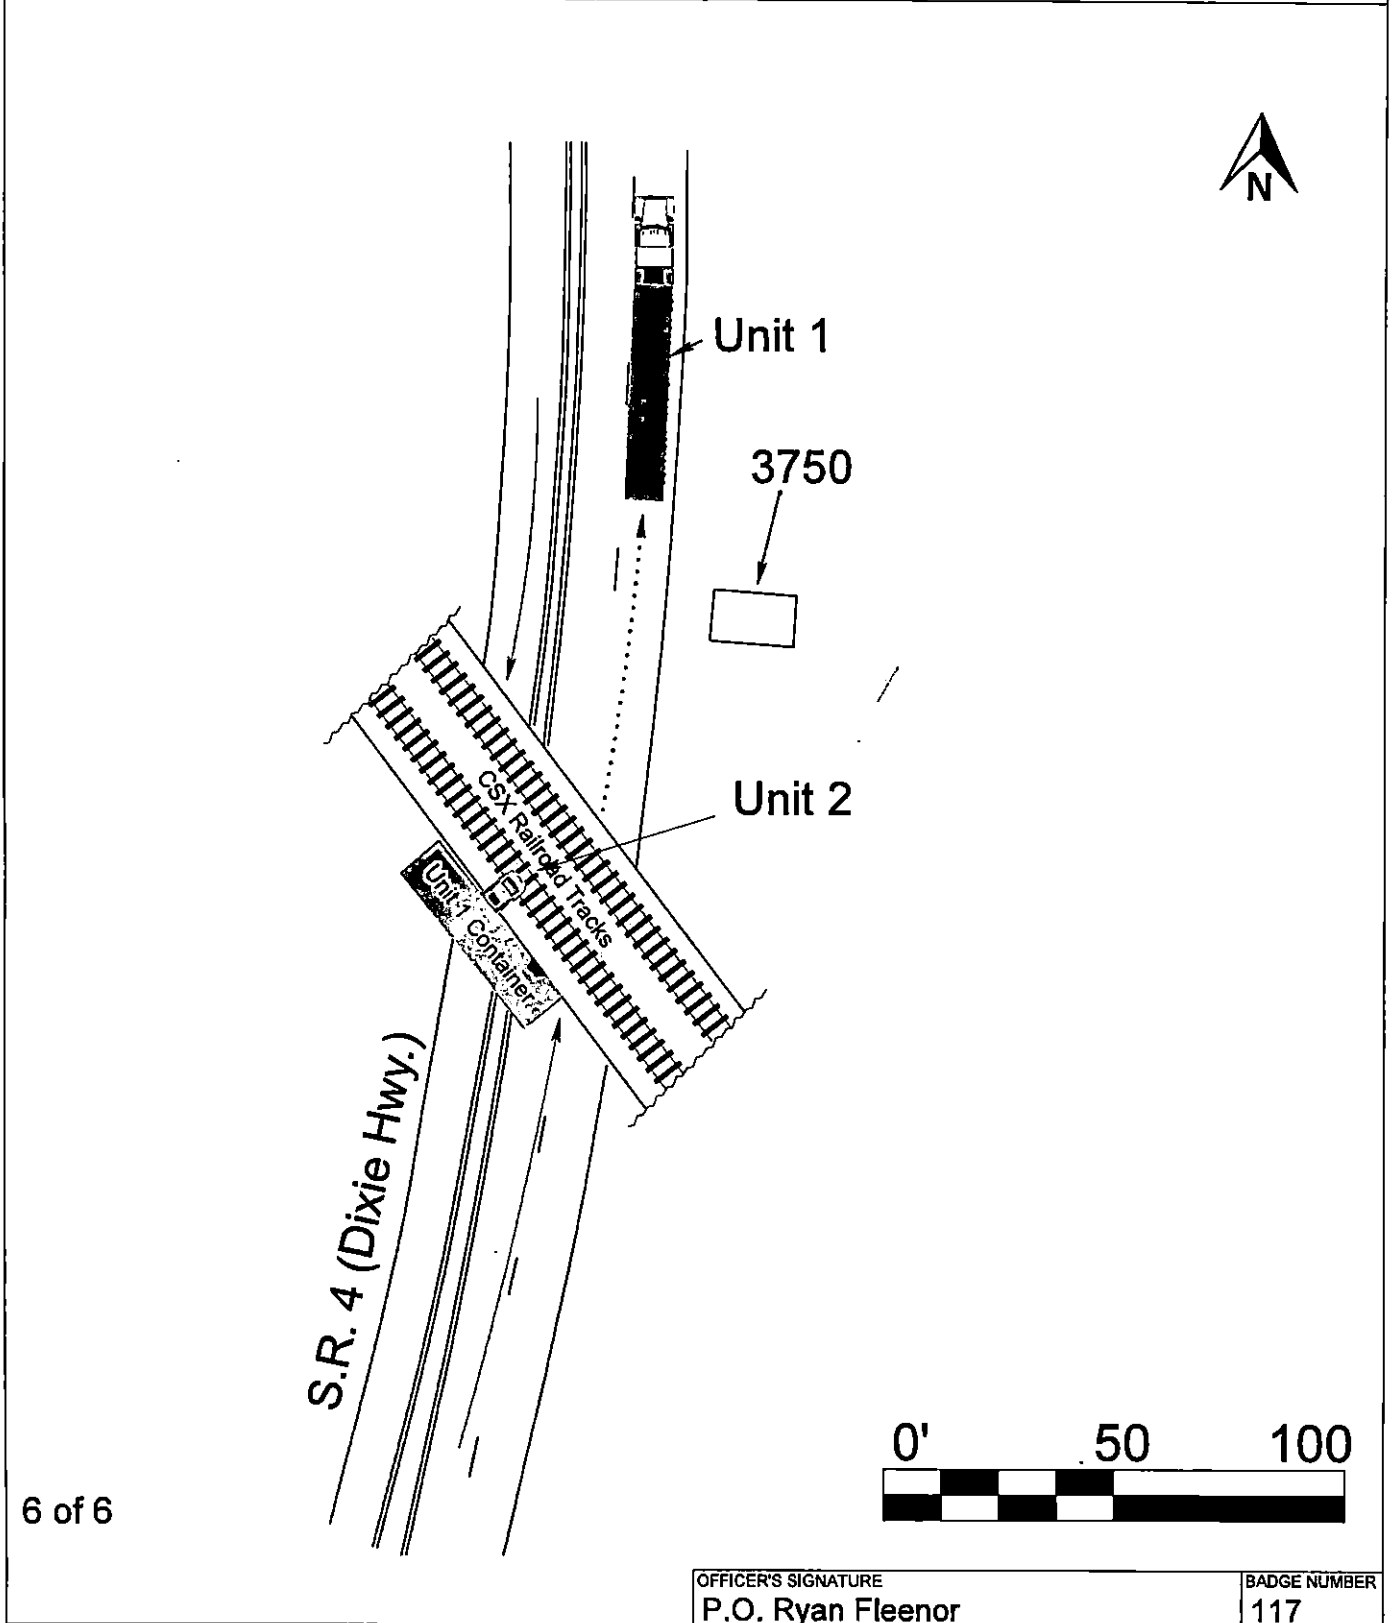 N
Unit 1
3750
CSX Railroad Tracks
Unit 2
Unit 1 Container
S.R. 4 (Dixie Hwy.)
0' 50 100
6 of 6
OFFICER'S SIGNATURE
P.O. Ryan Fleenor
BADGE NUMBER
117